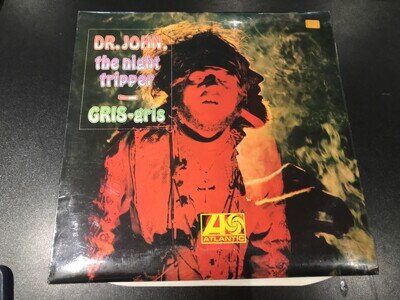 DR. JOHN,
the night
tripper
GRIS-gris
ATLANTIC